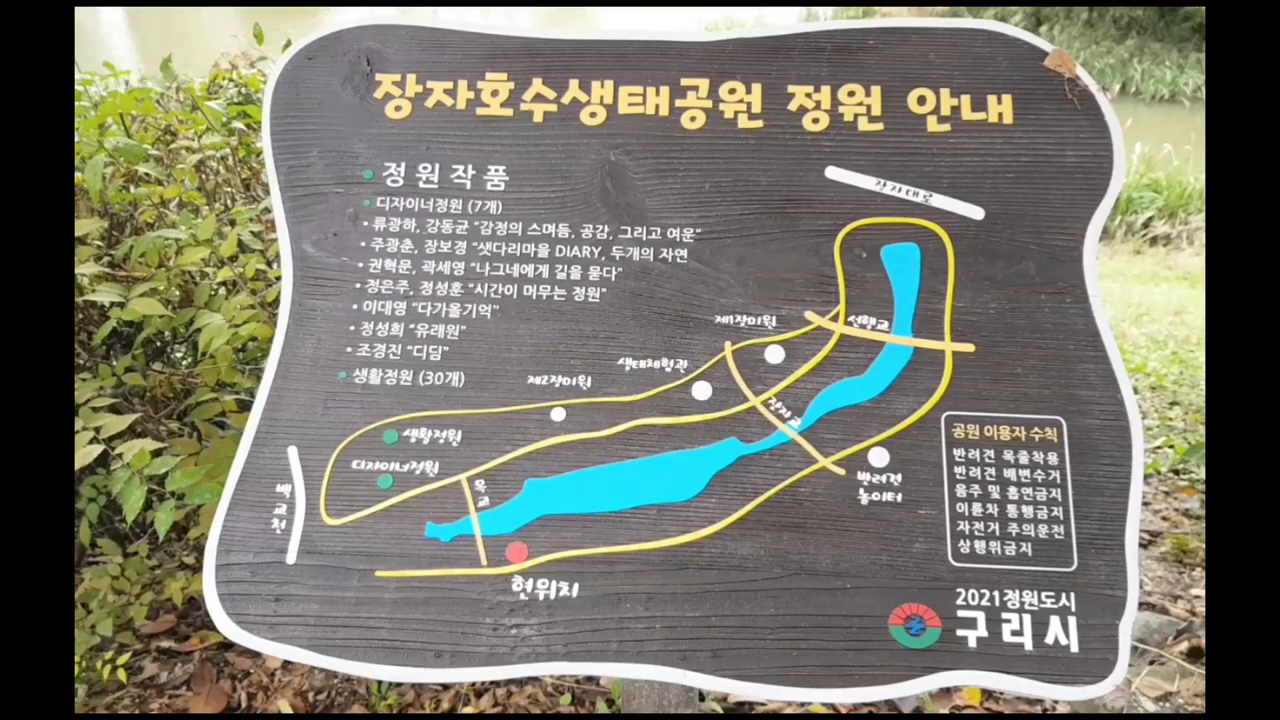 장자호수생태공원 정원 안내
정원작품
디자이너정원 (7개)
• 류광하, 강동균 "감정의 스며듬, 공감, 그리고 여운"
• 주광춘, 장보경 "샛다리마을 DIARY, 두개의 자연
• 권혁문, 곽세영 "나그네에게 길을 묻다"
• 정은주, 정성훈 "시간이 머무는 정원"
• 이대영 "다가올기억"
• 정성희 "유래원"
• 조경진 "디딤"
생활정원 (30개)
장자대로
제1장미원
선행교
생태체험관
제2장미원
장자교
생활정원
디자이너정원
목교
백교천
반려견
놀이터
현위치
공원 이용자 수칙
반려견 목줄착용
반려견 배변수거
음주 및 흡연금지
이륜차 통행금지
자전거 주의운전
상행위금지
2021정원도시
구리시